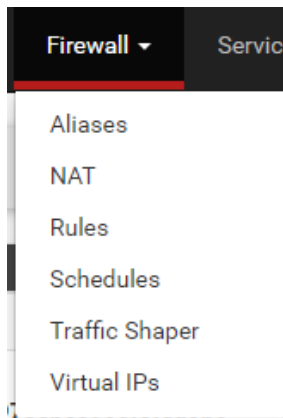 Firewall Servic
Aliases
NAT
Rules
Schedules
Traffic Shaper
Virtual IPs